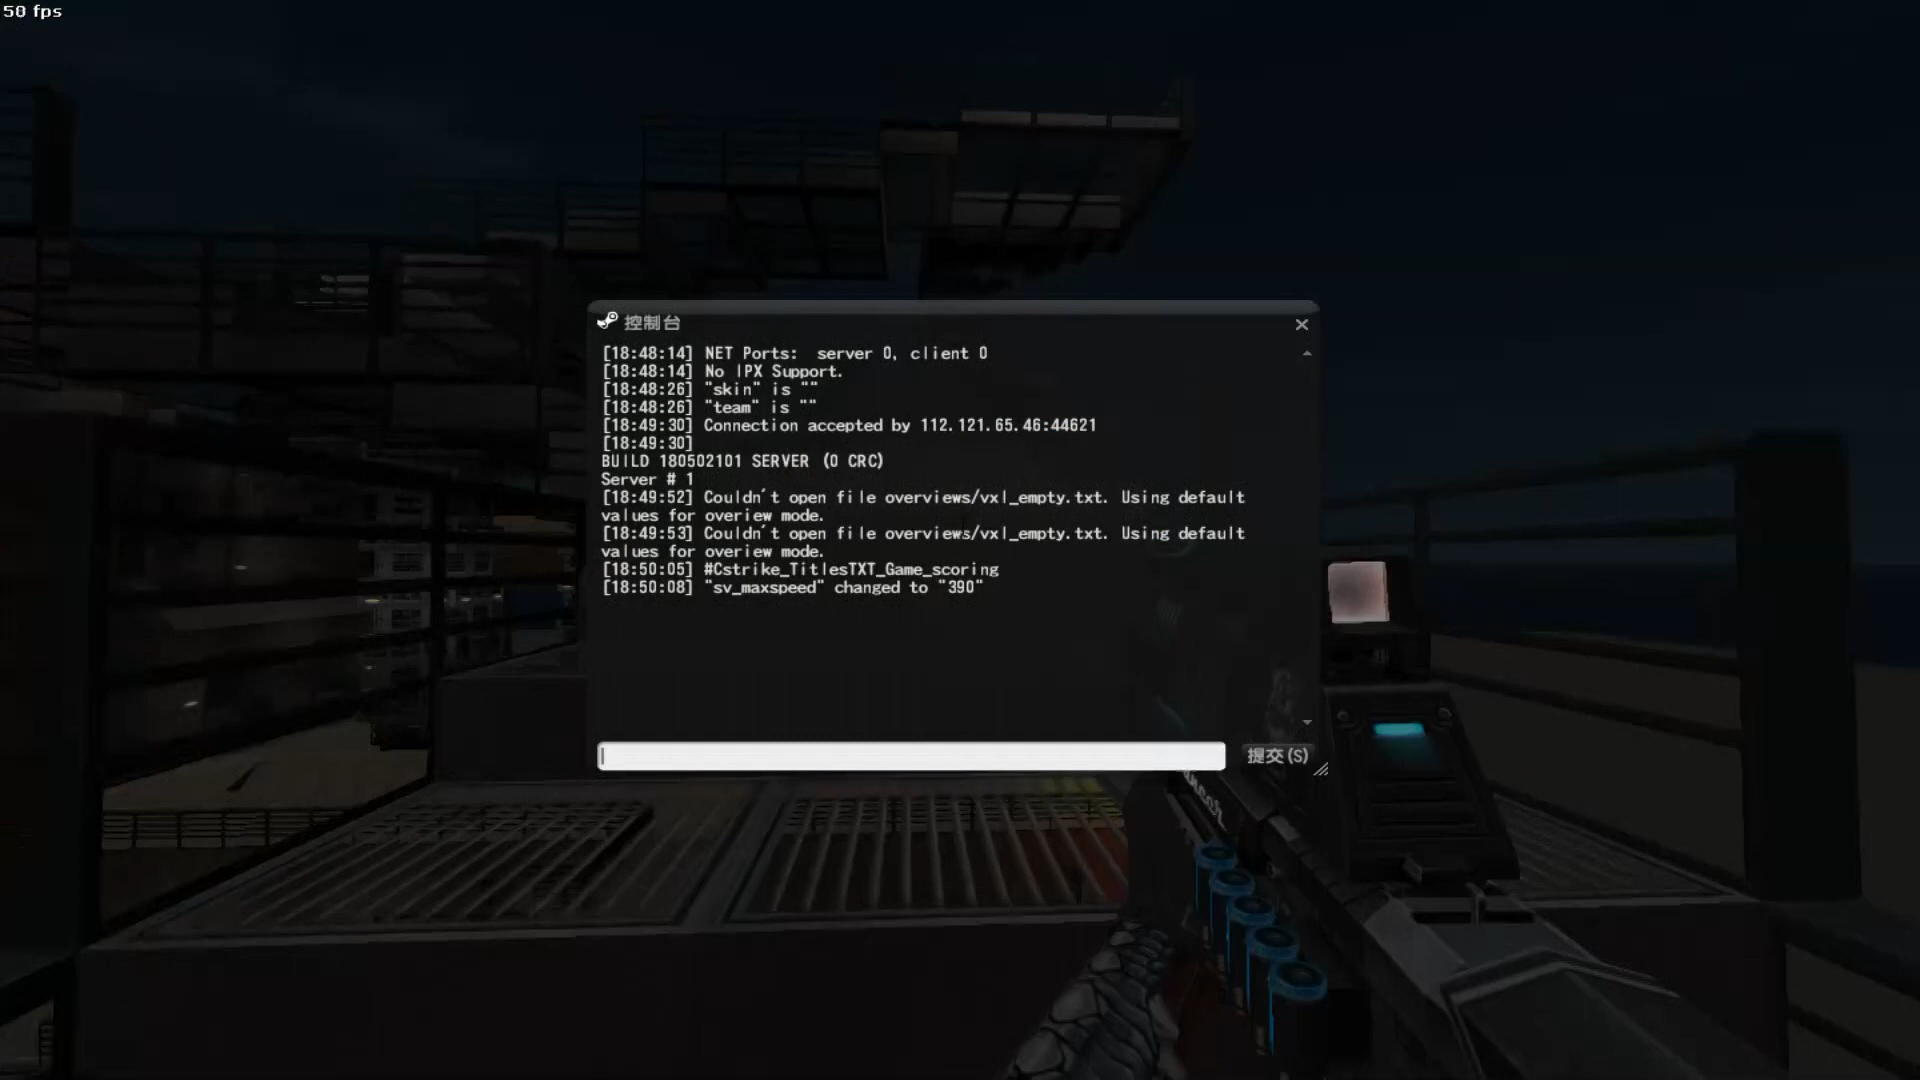 50 fps
控制台
[18:48:14] NET Ports:  server 0, client 0
[18:48:14] No IPX Support.
[18:48:26] "skin" is ""
[18:48:26] "team" is ""
[18:49:30] Connection accepted by 112.121.65.46:44621
[18:49:30]
BUILD 180502101 SERVER (0 CRC)
Server # 1
[18:49:52] Couldn't open file overviews/vxl_empty.txt. Using default
values for overiew mode.
[18:49:53] Couldn't open file overviews/vxl_empty.txt. Using default
values for overiew mode.
[18:50:05] #Cstrike_TitlesTXT_Game_scoring
[18:50:08] "sv_maxspeed" changed to "390"
提交(S)